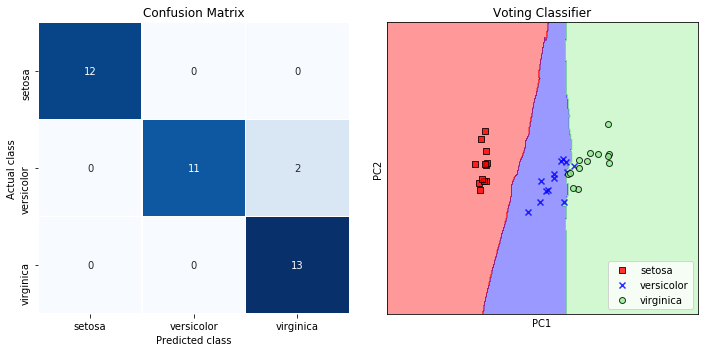 Confusion Matrix
Actual class
setosa
12 0 0
versicolor
0 11 2
virginica
0 0 13
setosa versicolor virginica
Predicted class
Voting Classifier
PC2
setosa
versicolor
virginica
PC1